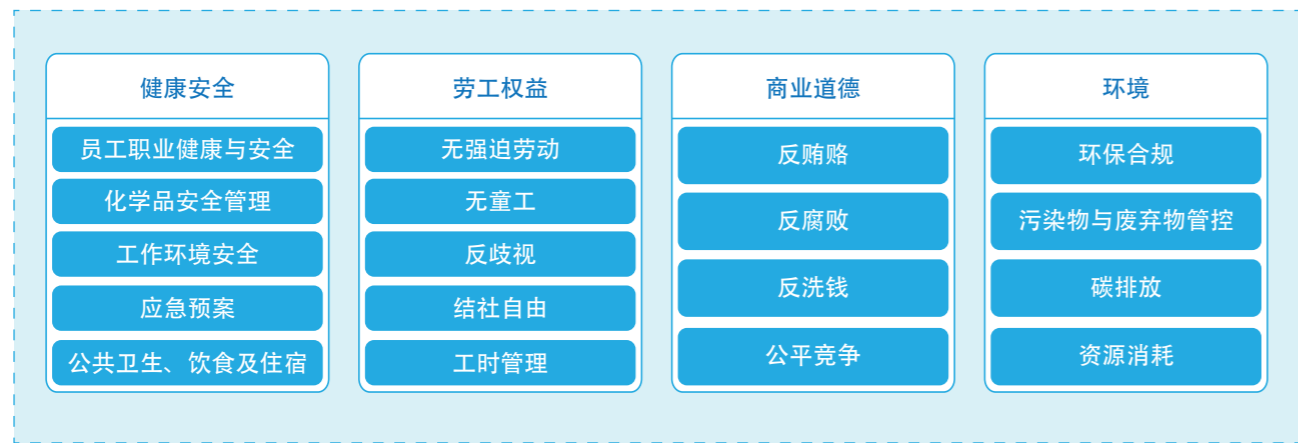 健康安全
员工职业健康与安全
化学品安全管理
工作环境安全
应急预案
公共卫生、饮食及住宿
劳工权益
无强迫劳动
无童工
反歧视
结社自由
工时管理
商业道德
反贿赂
反腐败
反洗钱
公平竞争
环境
环保合规
污染物与废弃物管控
碳排放
资源消耗